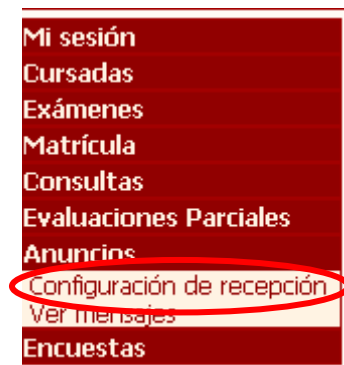 Mi sesión
Cursadas
Exámenes
Matrícula
Consultas
Evaluaciones Parciales
Anuncios
Configuración de recepción
Ver mensajes
Encuestas